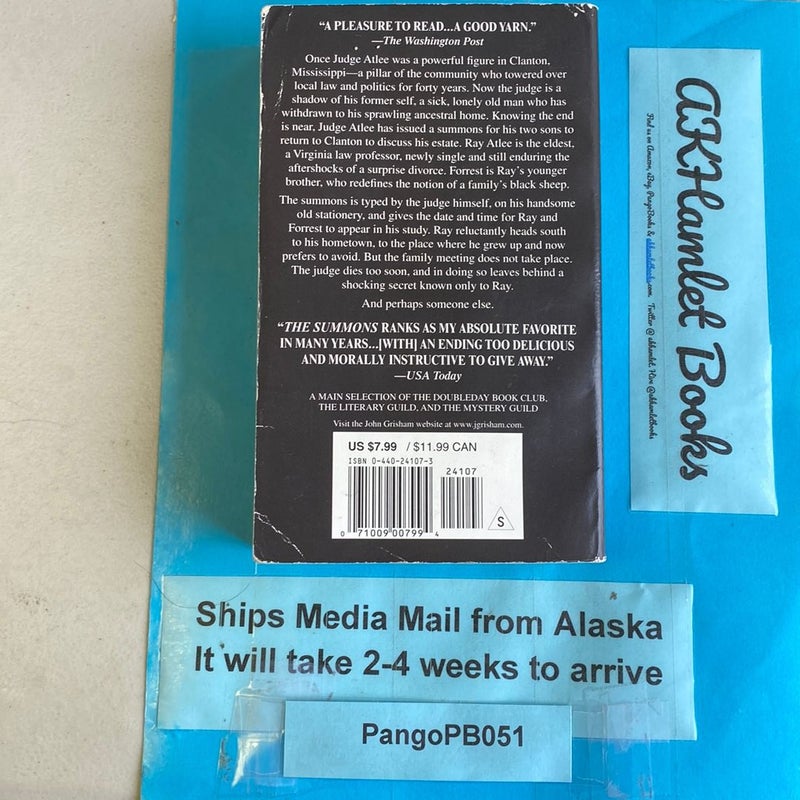 “A PLEASURE TO READ...A GOOD YARN.”
—The Washington Post
Once Judge Atlee was a powerful figure in Clanton,
Mississippi—a pillar of the community who towered over
local law and politics for forty years. Now the judge is a
shadow of his former self, a sick, lonely old man who has
withdrawn to his sprawling ancestral home. Knowing the end
is near, Judge Atlee has issued a summons for his two sons to
return to Clanton to discuss his estate. Ray Atlee is the eldest,
a Virginia law professor, newly single and still enduring the
aftershocks of a surprise divorce. Forrest is Ray’s younger
brother, who redefines the notion of a family’s black sheep.
The summons is typed by the judge himself, on his handsome
old stationery, and gives the date and time for Ray and
Forrest to appear in his study. Ray reluctantly heads south
to his hometown, to the place where he grew up and now
prefers to avoid. But the family meeting does not take place.
The judge dies too soon, and in doing so leaves behind a
shocking secret known only to Ray.
And perhaps someone else.
“THE SUMMONS RANKS AS MY ABSOLUTE FAVORITE
IN MANY YEARS...[WITH] AN ENDING TOO DELICIOUS
AND MORALLY INSTRUCTIVE TO GIVE AWAY.”
—USA Today
A MAIN SELECTION OF THE DOUBLEDAY BOOK CLUB,
THE LITERARY GUILD, AND THE MYSTERY GUILD
Visit the John Grisham website at www.jgrisham.com.
US $7.99 / $11.99 CAN
ISBN 0-440-24107-3
24107
0 71009 00799 4
S
AKHamlet Books
Find us on Amazon, eBay, PangoBooks & akhamletbooks.com. Twitter @ akhamlet, Hive @akhamletbooks
Ships Media Mail from Alaska
It will take 2-4 weeks to arrive
PangoPB051